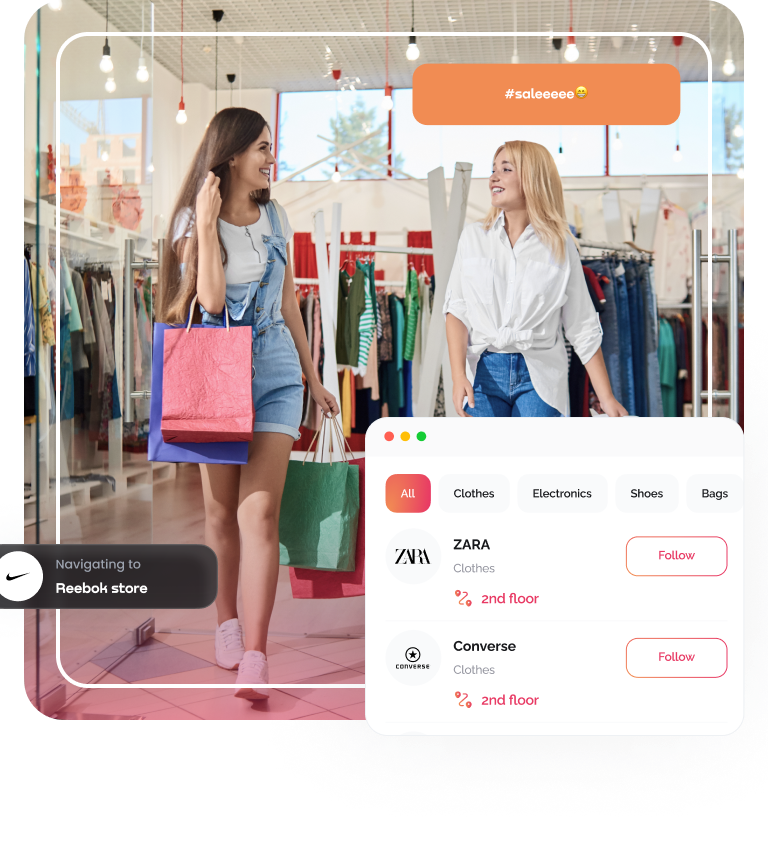 #saleeeee😁
All
Clothes
Electronics
Shoes
Bags
ZARA
ZARA
Clothes
Follow
2nd floor
Navigating to
Reebok store
CONVERSE
Converse
Clothes
Follow
2nd floor